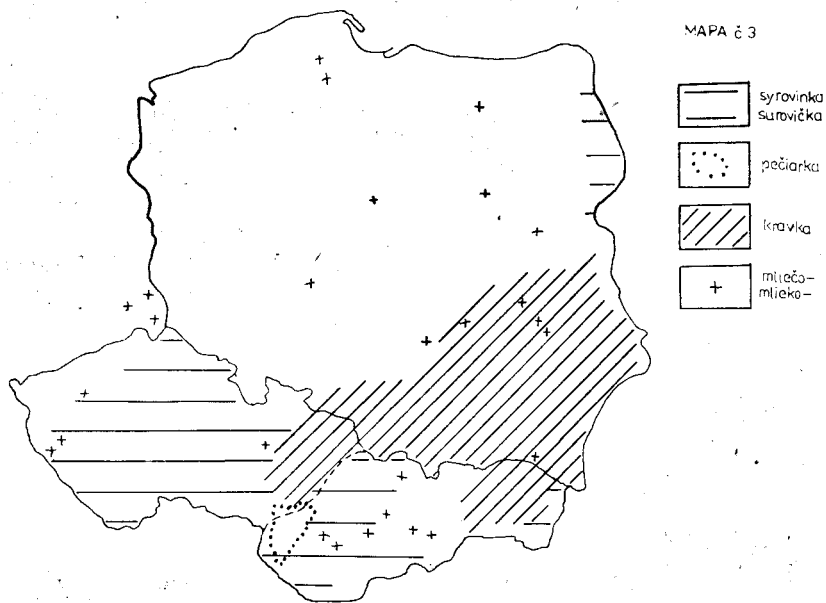 MAPA č 3
syrovinka
surovička
pečiarka
kravka
mliečo-
mlieko-